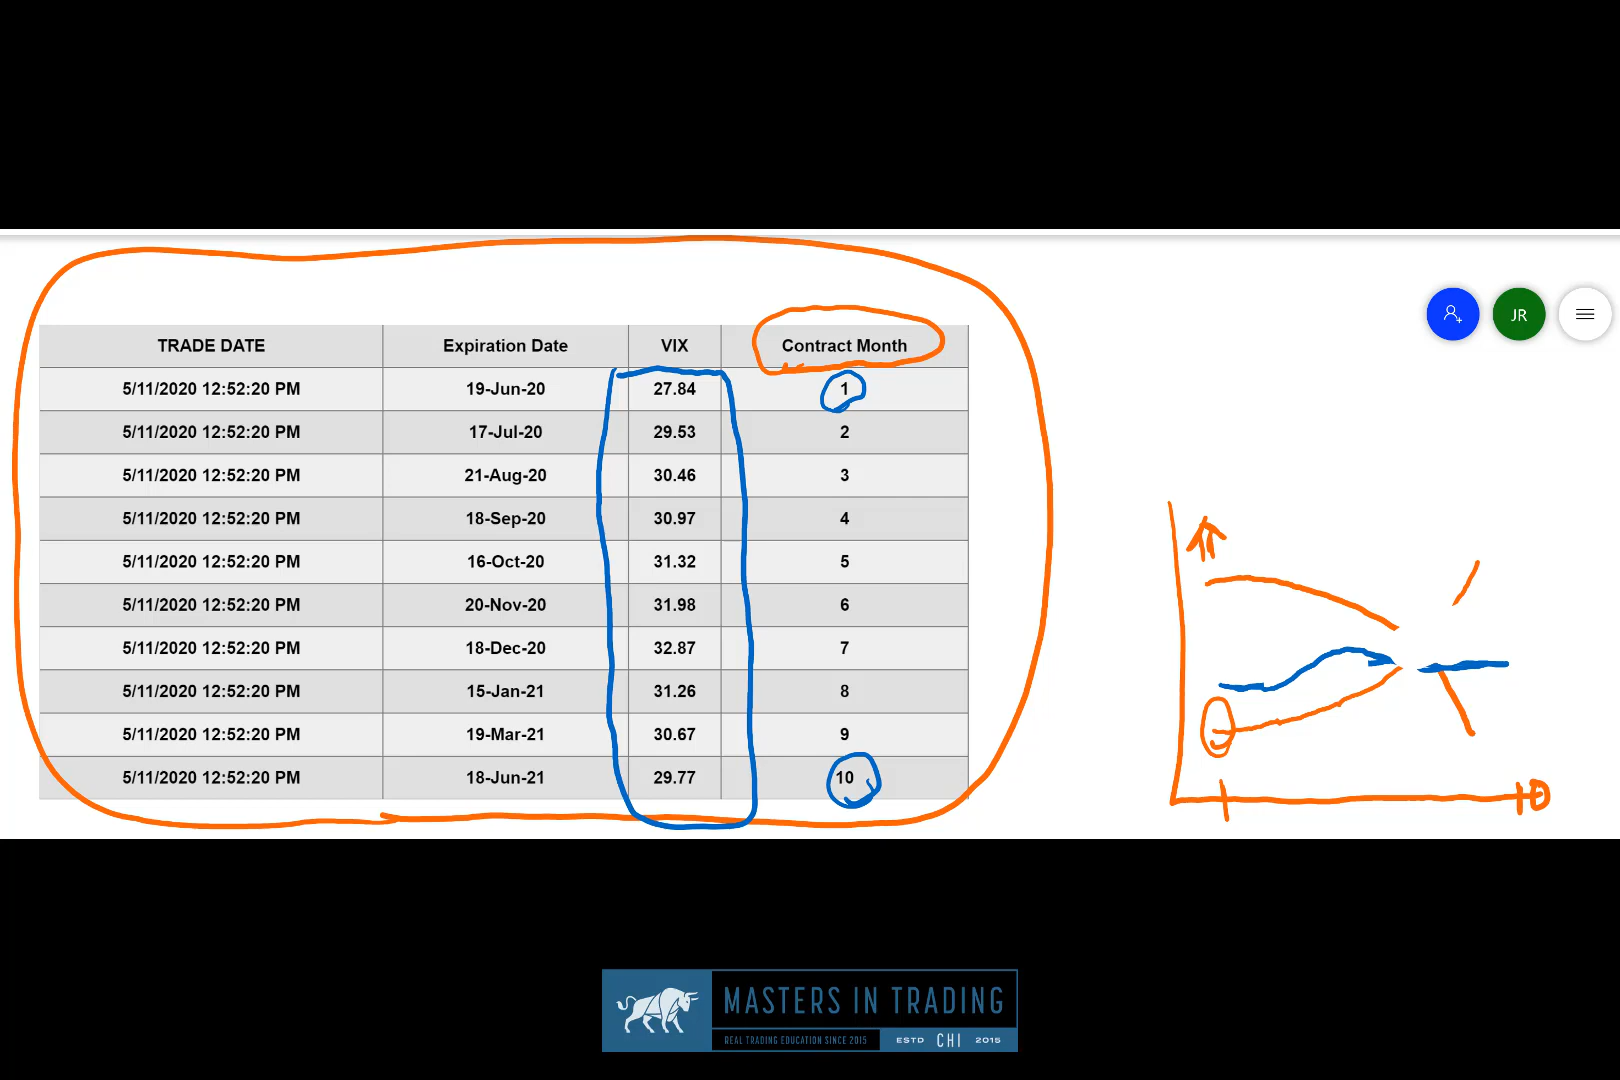 TRADE DATE Expiration Date VIX Contract Month
5/11/2020 12:52:20 PM 19-Jun-20 27.84 1
5/11/2020 12:52:20 PM 17-Jul-20 29.53 2
5/11/2020 12:52:20 PM 21-Aug-20 30.46 3
5/11/2020 12:52:20 PM 18-Sep-20 30.97 4
5/11/2020 12:52:20 PM 16-Oct-20 31.32 5
5/11/2020 12:52:20 PM 20-Nov-20 31.98 6
5/11/2020 12:52:20 PM 18-Dec-20 32.87 7
5/11/2020 12:52:20 PM 15-Jan-21 31.26 8
5/11/2020 12:52:20 PM 19-Mar-21 30.67 9
5/11/2020 12:52:20 PM 18-Jun-21 29.77 10
JR
10
MASTERS IN TRADING
REAL TRADING EDUCATION SINCE 2015 ESTD CHI 2015